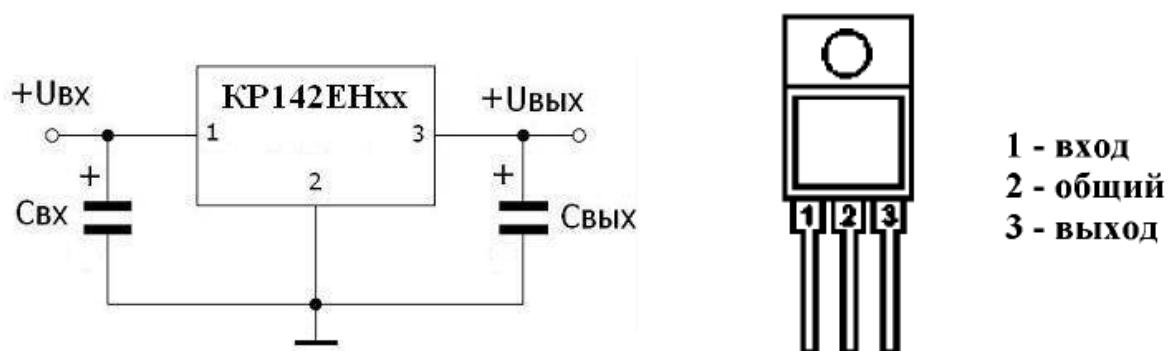 +Uвх
КР142ЕНхх
+Uвых
1
3
2
+
Свх
+
Свых
1 2 3
1 - вход
2 - общий
3 - выход